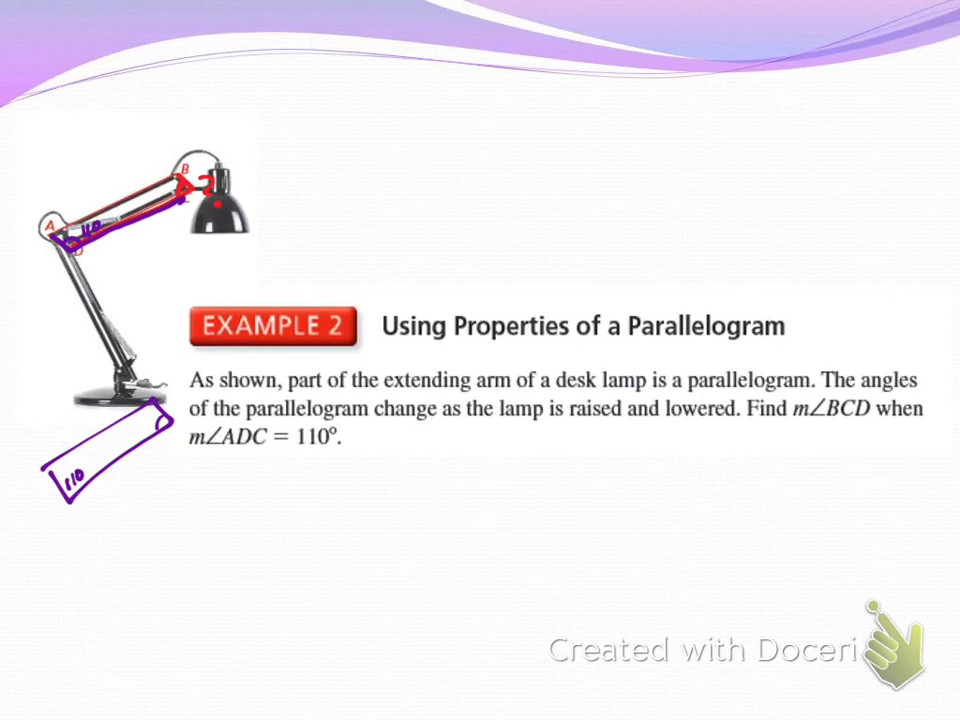 B
?
A
110
D
EXAMPLE 2 Using Properties of a Parallelogram
As shown, part of the extending arm of a desk lamp is a parallelogram. The angles
of the parallelogram change as the lamp is raised and lowered. Find m∠BCD when
m∠ADC = 110º.
110
Created with Doceri